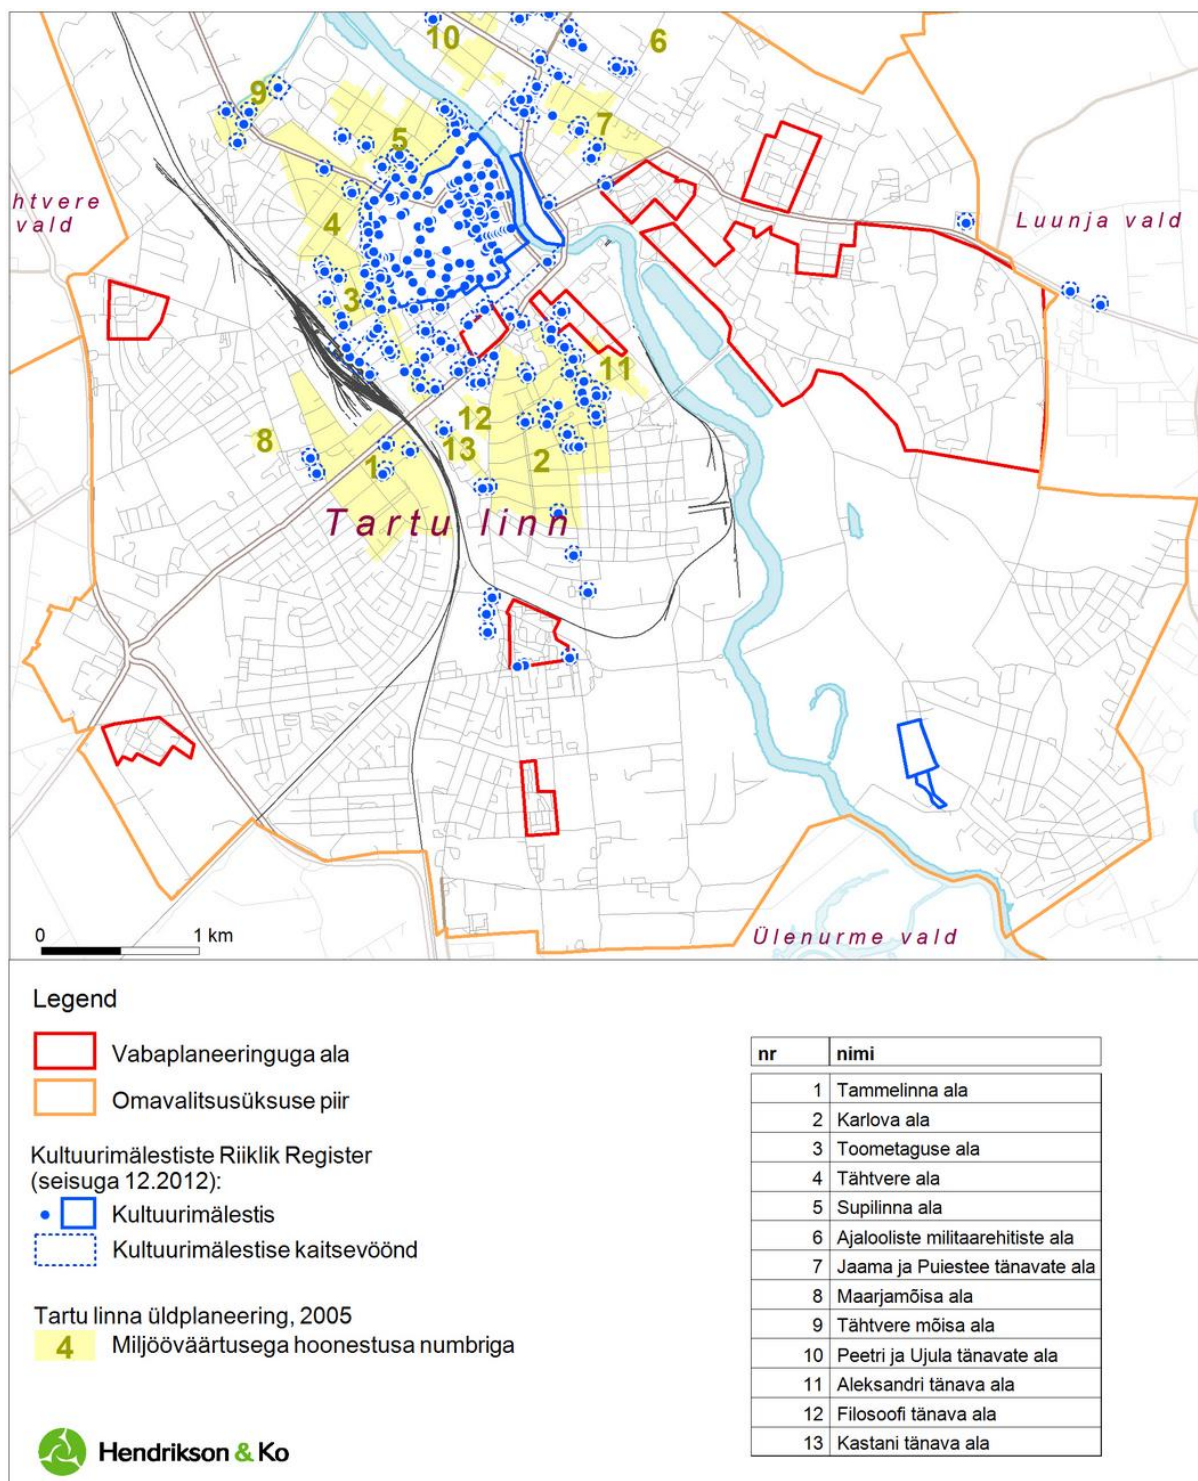 10
6
9
7
5
htvere
vald
Luunja vald
4
3
11
12
8
13
1
2
Tartu linn
0
1 km
Ülenurme vald
Legend
Vabaplaneeringuga ala
Omavalitsusüksuse piir
Kultuurimälestiste Riiklik Register
(seisuga 12.2012):
Kultuurimälestis
Kultuurimälestise kaitsevöönd
Tartu linna üldplaneering, 2005
4 Miljööväärtusega hoonestusa numbriga
Hendrikson & Ko
nr nimi
1 Tammelinna ala
2 Karlova ala
3 Toometaguse ala
4 Tähtvere ala
5 Supilinna ala
6 Ajalooliste militaarehitiste ala
7 Jaama ja Puiestee tänavate ala
8 Maarjamõisa ala
9 Tähtvere mõisa ala
10 Peetri ja Ujula tänavate ala
11 Aleksandri tänava ala
12 Filosoofi tänava ala
13 Kastani tänava ala